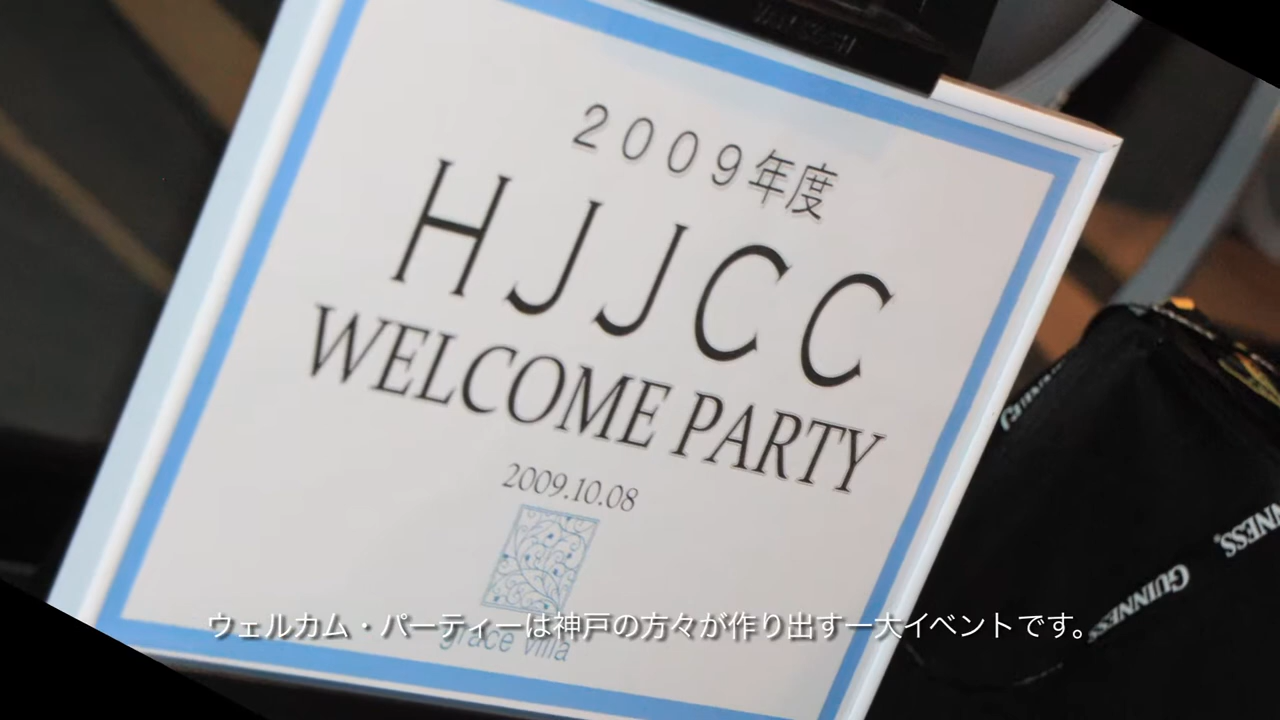 2009年度
HJJCC
WELCOME PARTY
2009.10.08
grace villa
ウェルカム・パーティーは神戸の方々が作り出す一大イベントです。
GUINNESS